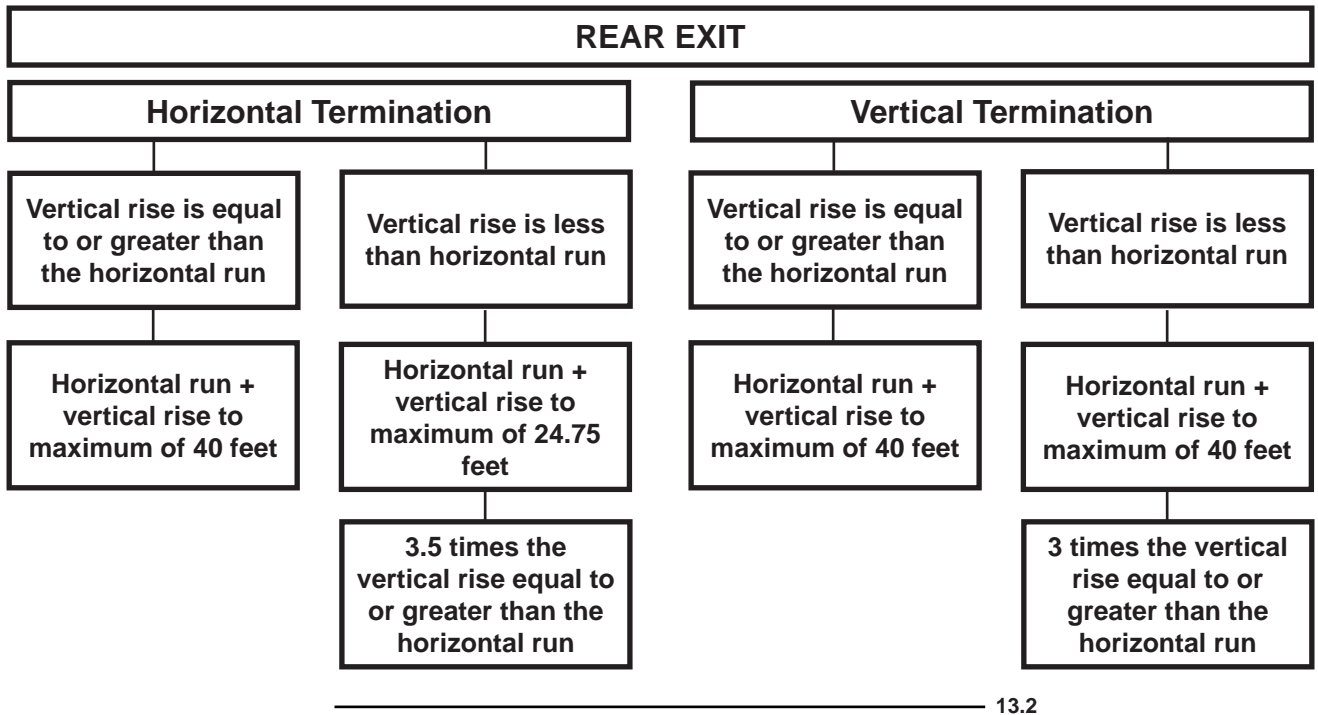 REAR EXIT
Horizontal Termination
Vertical rise is equal
to or greater than
the horizontal run
Horizontal run +
vertical rise to
maximum of 40 feet
Vertical rise is less
than horizontal run
Horizontal run +
vertical rise to
maximum of 24.75
feet
3.5 times the
vertical rise equal to
or greater than the
horizontal run
Vertical Termination
Vertical rise is equal
to or greater than
the horizontal run
Horizontal run +
vertical rise to
maximum of 40 feet
Vertical rise is less
than horizontal run
Horizontal run +
vertical rise to
maximum of 40 feet
3 times the vertical
rise equal to or
greater than the
horizontal run
13.2